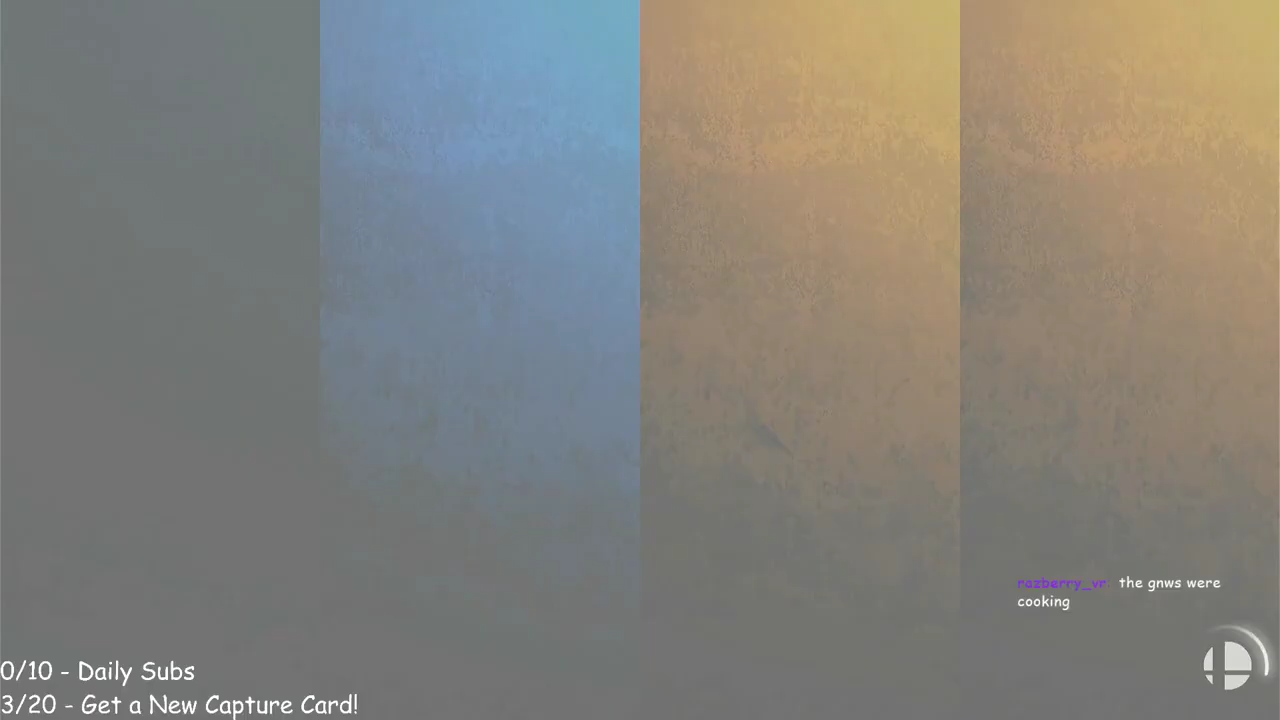 razberry_vr: the gnws were
cooking
0/10 - Daily Subs
3/20 - Get a New Capture Card!